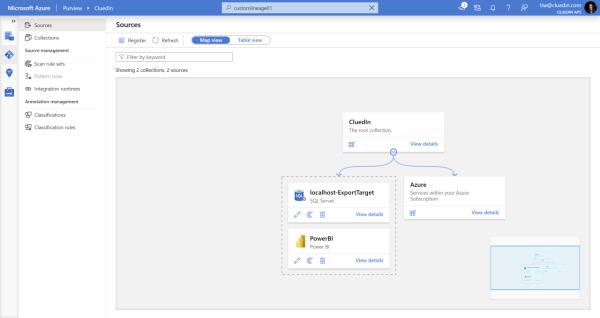 Microsoft Azure | Purview > CluedIn
customlineage61
tiw@cluedin.com
CLUEDIN APS
Sources
Collections
Source management
Scan rule sets
Pattern rules
Integration runtimes
Annotation management
Classifications
Classification rules
Sources
Register
Refresh
Map view
Table view
Filter by keyword
Showing 2 collections, 2 sources
CluedIn
The root collection.
View details
localhost-ExportTarget
SQL Server
View details
PowerBI
Power BI
View details
Azure
Services within your Azure
Subscription
View details